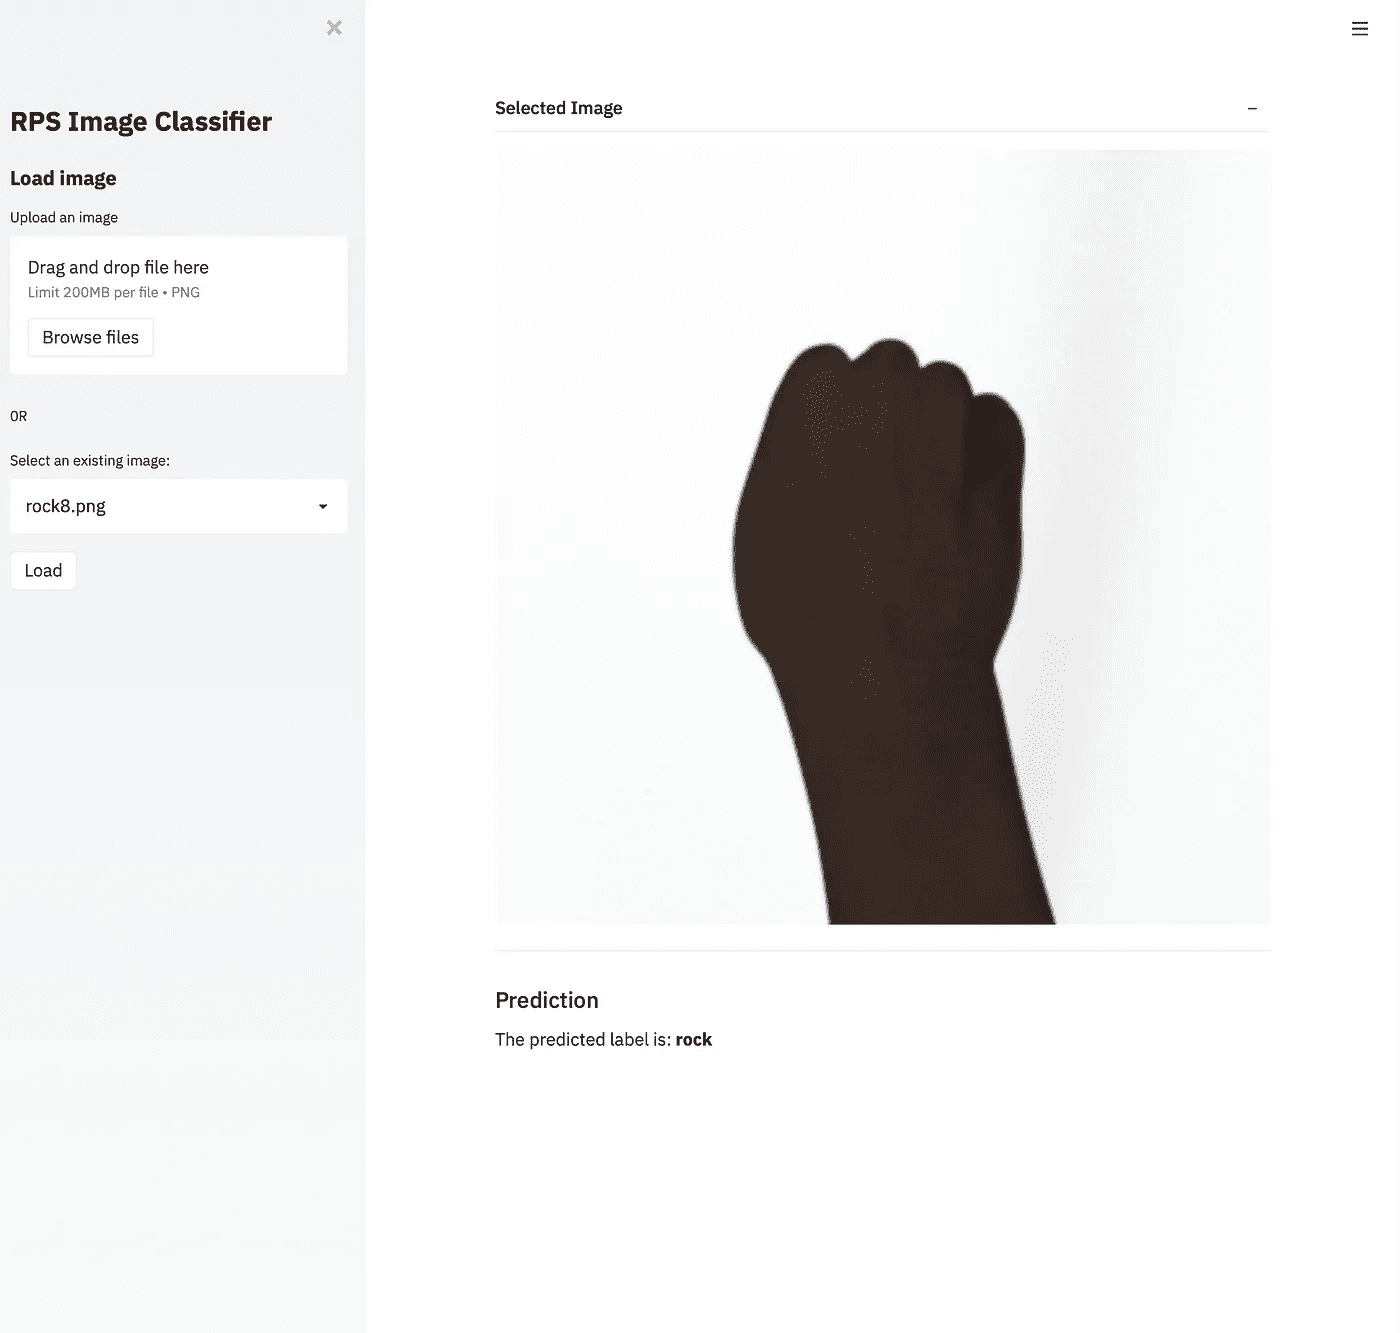 RPS Image Classifier
Load image
Upload an image
Drag and drop file here
Limit 200MB per file • PNG
Browse files
OR
Select an existing image:
rock8.png
Load
Selected Image
Prediction
The predicted label is: rock